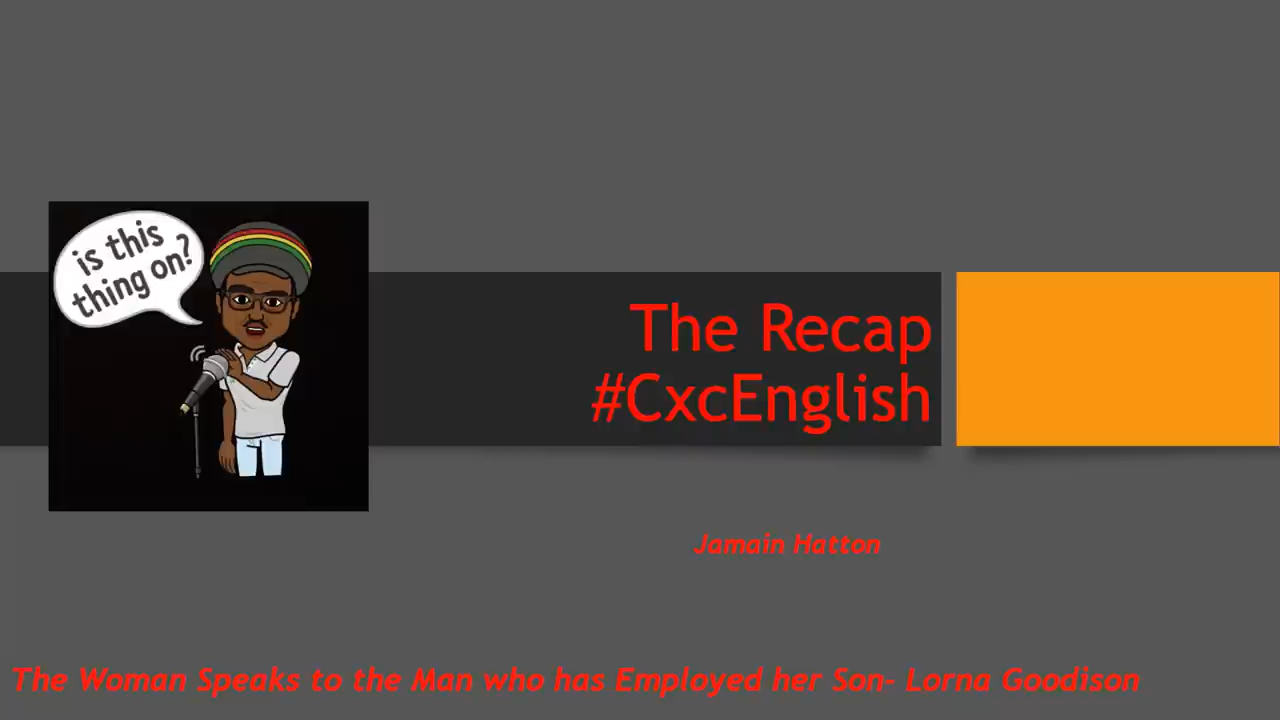 is this
thing on?
The Recap
#CxcEnglish
Jamain Hatton
The Woman Speaks to the Man who has Employed her Son- Lorna Goodison